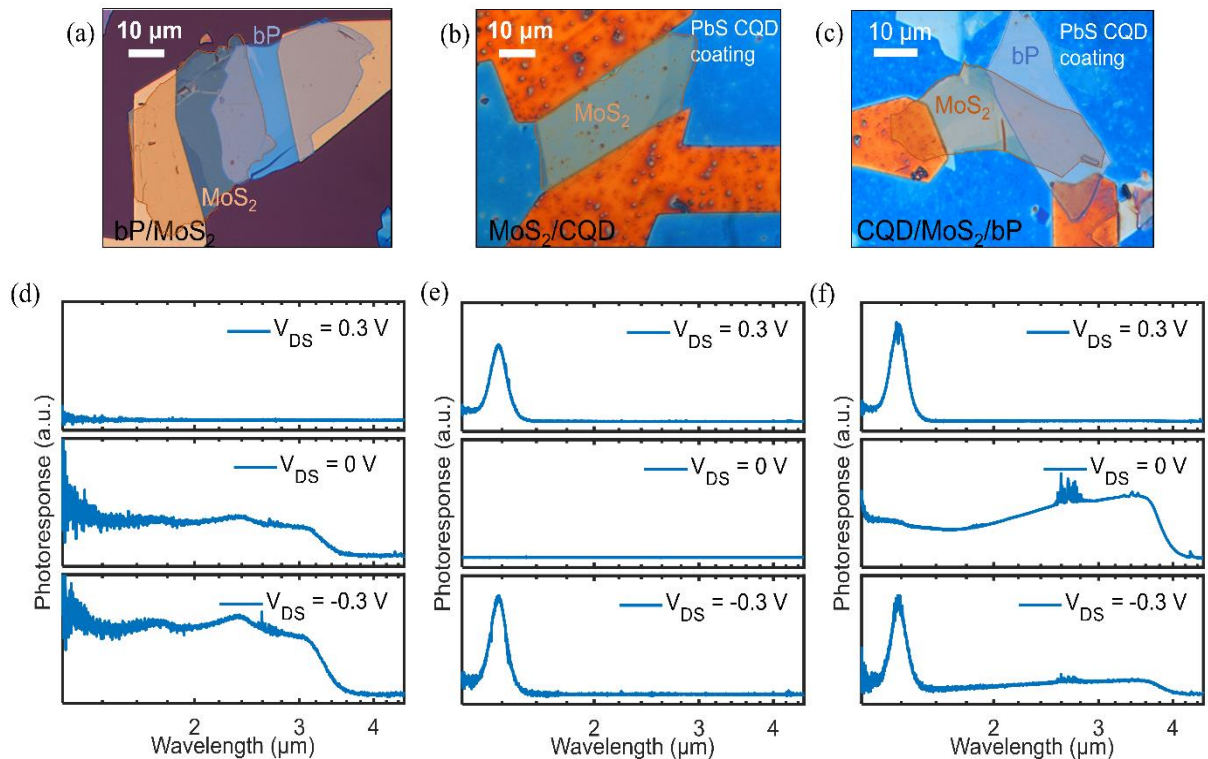 (a)
10 µm
bP
MoS2
bP/MoS2
(b)
10 µm
PbS CQD
coating
MoS2
MoS2/CQD
(c)
10 µm
bP
PbS CQD
coating
MoS2
CQD/MoS2/bP
(d)
VDS = 0.3 V
VDS = 0 V
VDS = -0.3 V
Photoresponse (a.u.)
2 3 4
Wavelength (µm)
(e)
VDS = 0.3 V
VDS = 0 V
VDS = -0.3 V
Photoresponse (a.u.)
2 3 4
Wavelength (µm)
(f)
VDS = 0.3 V
VDS = 0 V
VDS = -0.3 V
Photoresponse (a.u.)
2 3 4
Wavelength (µm)